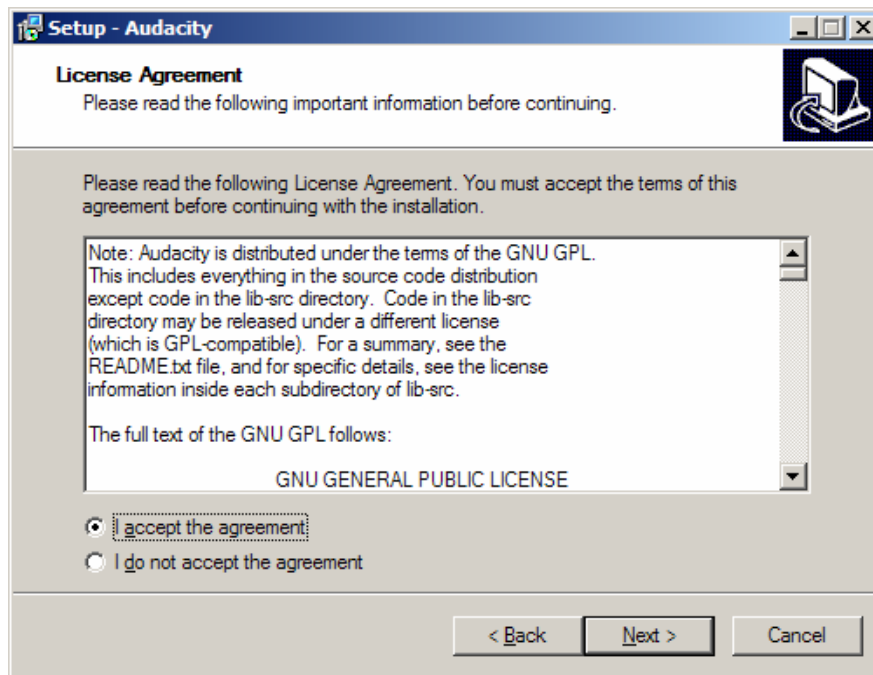 Setup - Audacity
License Agreement
Please read the following important information before continuing.
Please read the following License Agreement. You must accept the terms of this
agreement before continuing with the installation.
Note: Audacity is distributed under the terms of the GNU GPL.
This includes everything in the source code distribution
except code in the lib-src directory.  Code in the lib-src
directory may be released under a different license
(which is GPL-compatible).  For a summary, see the
README.txt file, and for specific details, see the license
information inside each subdirectory of lib-src.
The full text of the GNU GPL follows:
GNU GENERAL PUBLIC LICENSE
I accept the agreement
I do not accept the agreement
< Back
Next >
Cancel